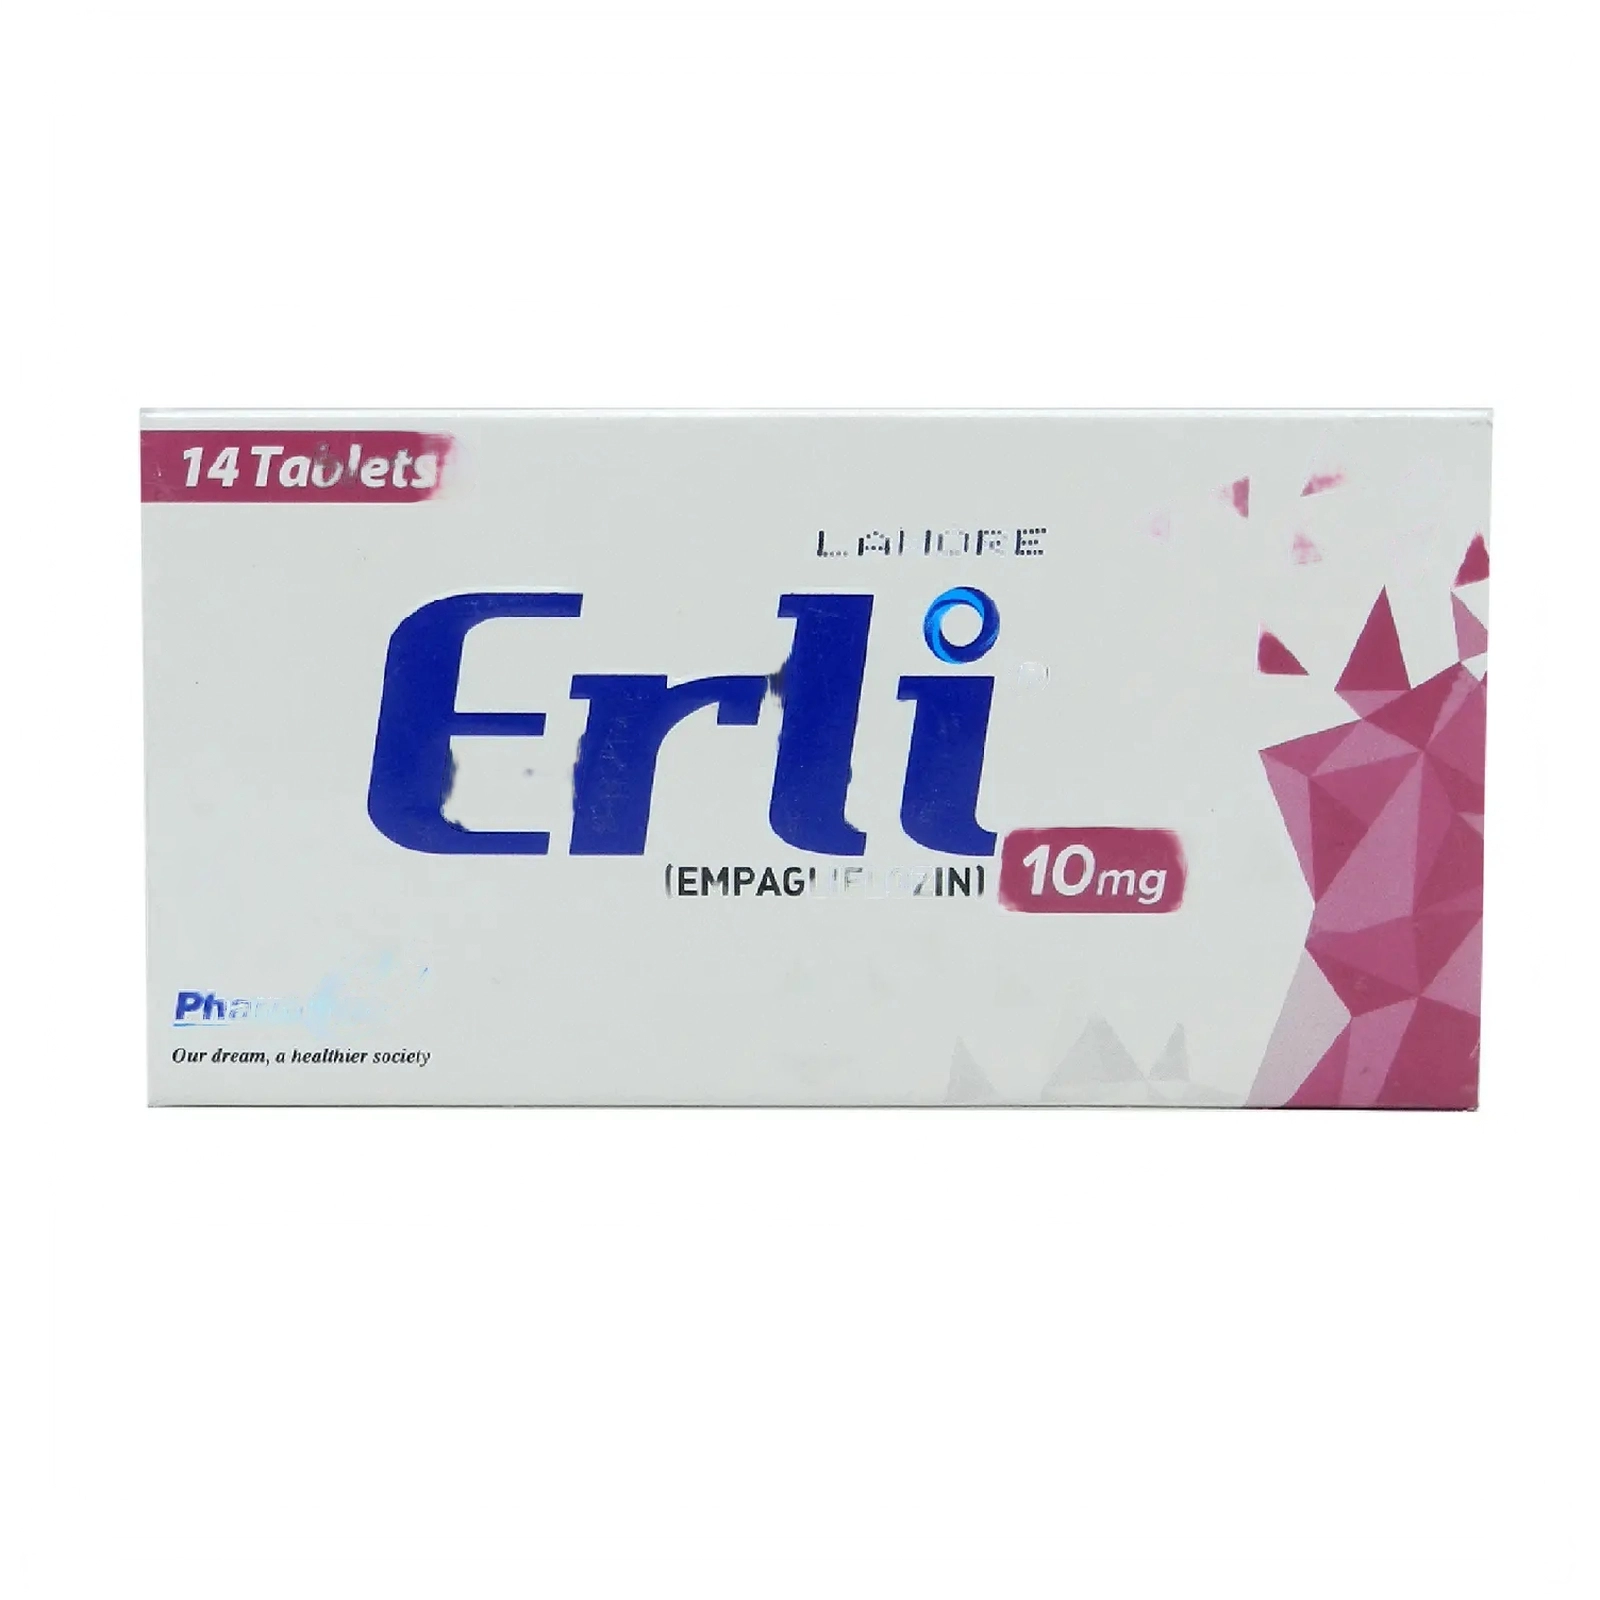 14 Tablets
LAHORE
Erli
(EMPAGLIFLOZIN) 10mg
Our dream, a healthier society